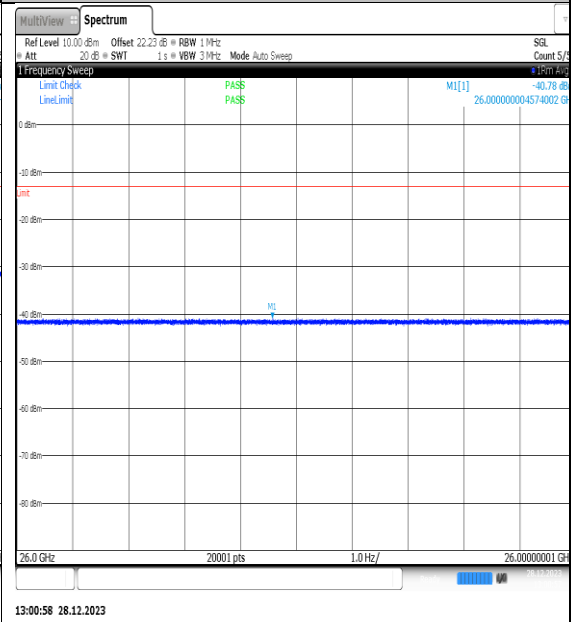 MultiView Spectrum
Ref Level 10.00 dBm Offset 22.23 dB RBW 1 MHz SGL
Att 20 dB SWT 1 s VBW 3 MHz Mode Auto Sweep Count 5/5
1 Frequency Sweep 1Rm Avg
Limit Check PASS M1[1] -40.78 dB
LineLimit PASS 26.000000004574002 GH
0 dBm
-10 dBm
Limit
-20 dBm
-30 dBm
M1
-40 dBm
-50 dBm
-60 dBm
-70 dBm
-80 dBm
26.0 GHz 20001 pts 1.0 Hz/ 26.00000001 GH
13:00:58 28.12.2023